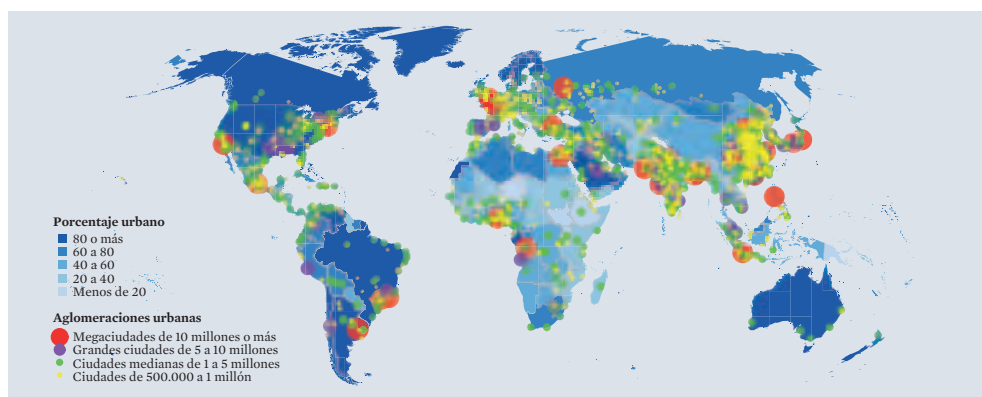 Porcentaje urbano
80 o más
60 a 80
40 a 60
20 a 40
Menos de 20
Aglomeraciones urbanas
Megaciudades de 10 millones o más
Grandes ciudades de 5 a 10 millones
Ciudades medianas de 1 a 5 millones
Ciudades de 500.000 a 1 millón